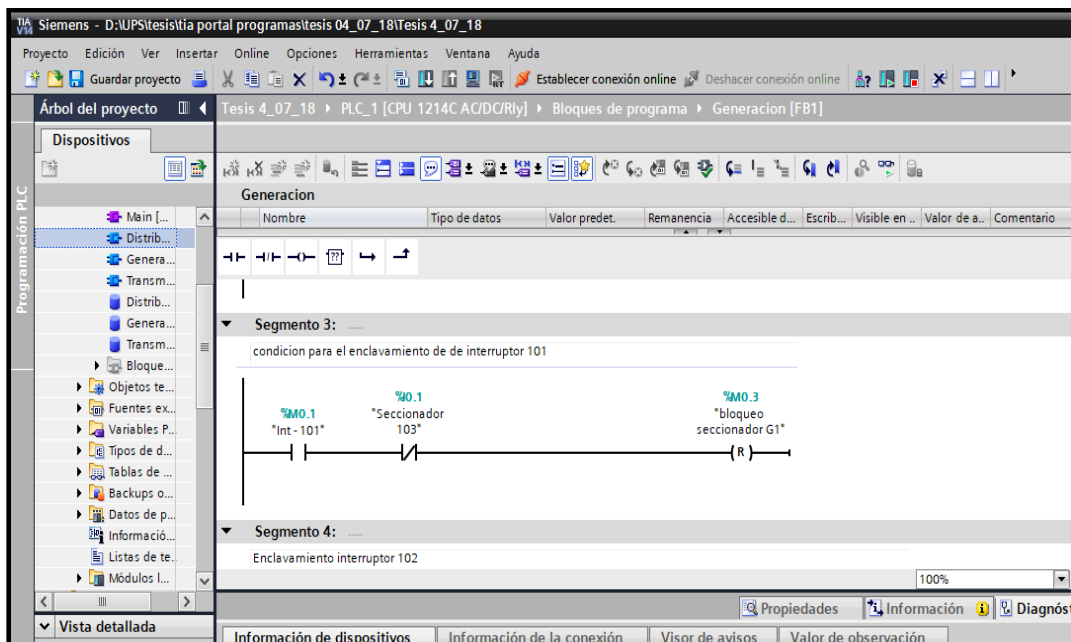 TIA V14 Siemens - D:\UPS\tesis\tia portal programas\tesis 04_07_18\Tesis 4_07_18
Proyecto Edición Ver Insertar Online Opciones Herramientas Ventana Ayuda
Guardar proyecto Establecer conexión online Deshacer conexión online
Árbol del proyecto Tesis 4_07_18 PLC_1 [CPU 1214C AC/DC/Rly] Bloques de programa Generacion [FB1]
Dispositivos
Programación PLC
Main [...
Distrib...
Genera...
Transm...
Distrib...
Genera...
Transm...
Bloque...
Objetos te...
Fuentes ex...
Variables P...
Tipos de d...
Tablas de ...
Backups o...
Datos de p...
Informació...
Listas de te..
Módulos l...
Vista detallada
Generacion
Nombre Tipo de datos Valor predet. Remanencia Accesible d... Escrib... Visible en .. Valor de a.. Comentario
??
Segmento 3: .....
condicion para el enclavamiento de de interruptor 101
%M0.1
"Int - 101"
%I0.1
"Seccionador
103"
%M0.3
"bloqueo
seccionador G1"
R
Segmento 4: .....
Enclavamiento interruptor 102
100%
Propiedades Información Diagnóst
Información de dispositivos Información de la conexión Visor de avisos Valor de observación